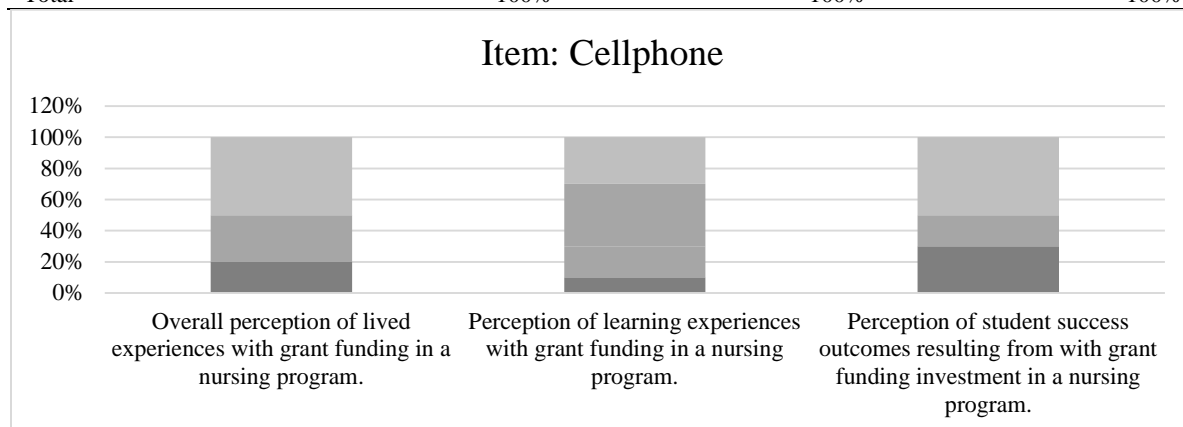 Total 100% 100% 100%
Item: Cellphone
120%
100%
80%
60%
40%
20%
0%
Overall perception of lived
experiences with grant funding in a
nursing program.
Perception of learning experiences
with grant funding in a nursing
program.
Perception of student success
outcomes resulting from with grant
funding investment in a nursing
program.